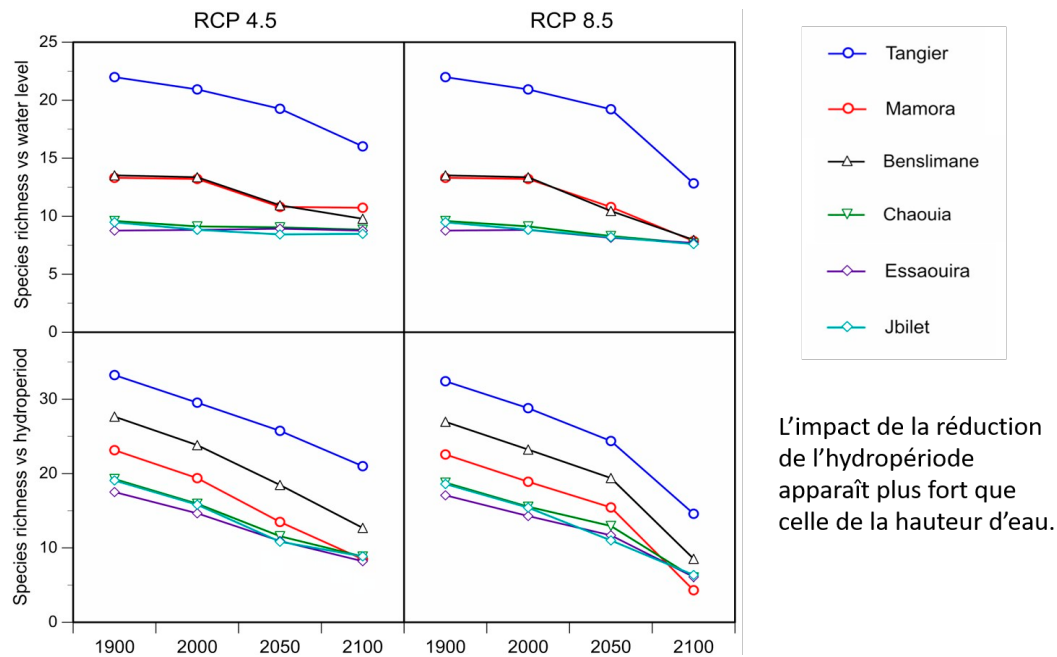 RCP 4.5
RCP 8.5
Species richness vs water level
25
20
15
10
5
0
Species richness vs hydroperiod
30
20
10
0
1900
2000
2050
2100
1900
2000
2050
2100
Tangier
Mamora
Benslimane
Chaouia
Essaouira
Jbilet
L’impact de la réduction
de l’hydropériode
apparaît plus fort que
celle de la hauteur d’eau.